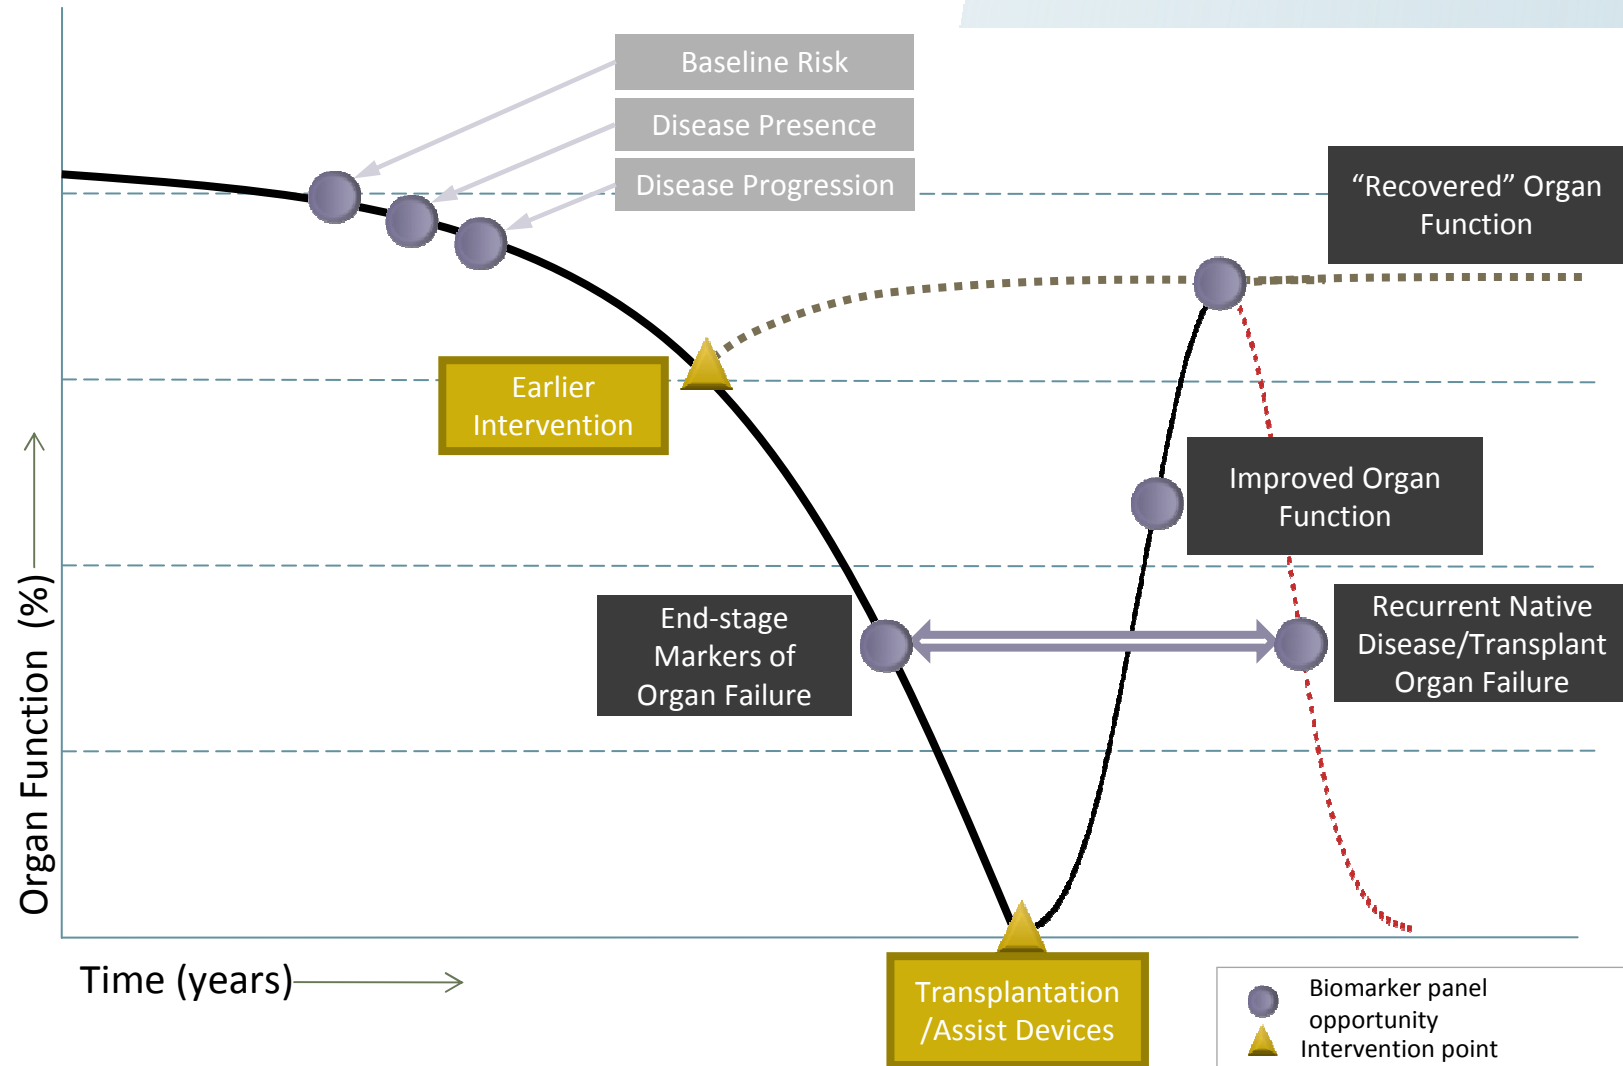 Baseline Risk
Disease Presence
Disease Progression
“Recovered” Organ
Function
Earlier
Intervention
Improved Organ
Function
End-stage
Markers of
Organ Failure
Recurrent Native
Disease/Transplant
Organ Failure
Organ Function (%)
Time (years)
Transplantation
/Assist Devices
Biomarker panel
opportunity
Intervention point